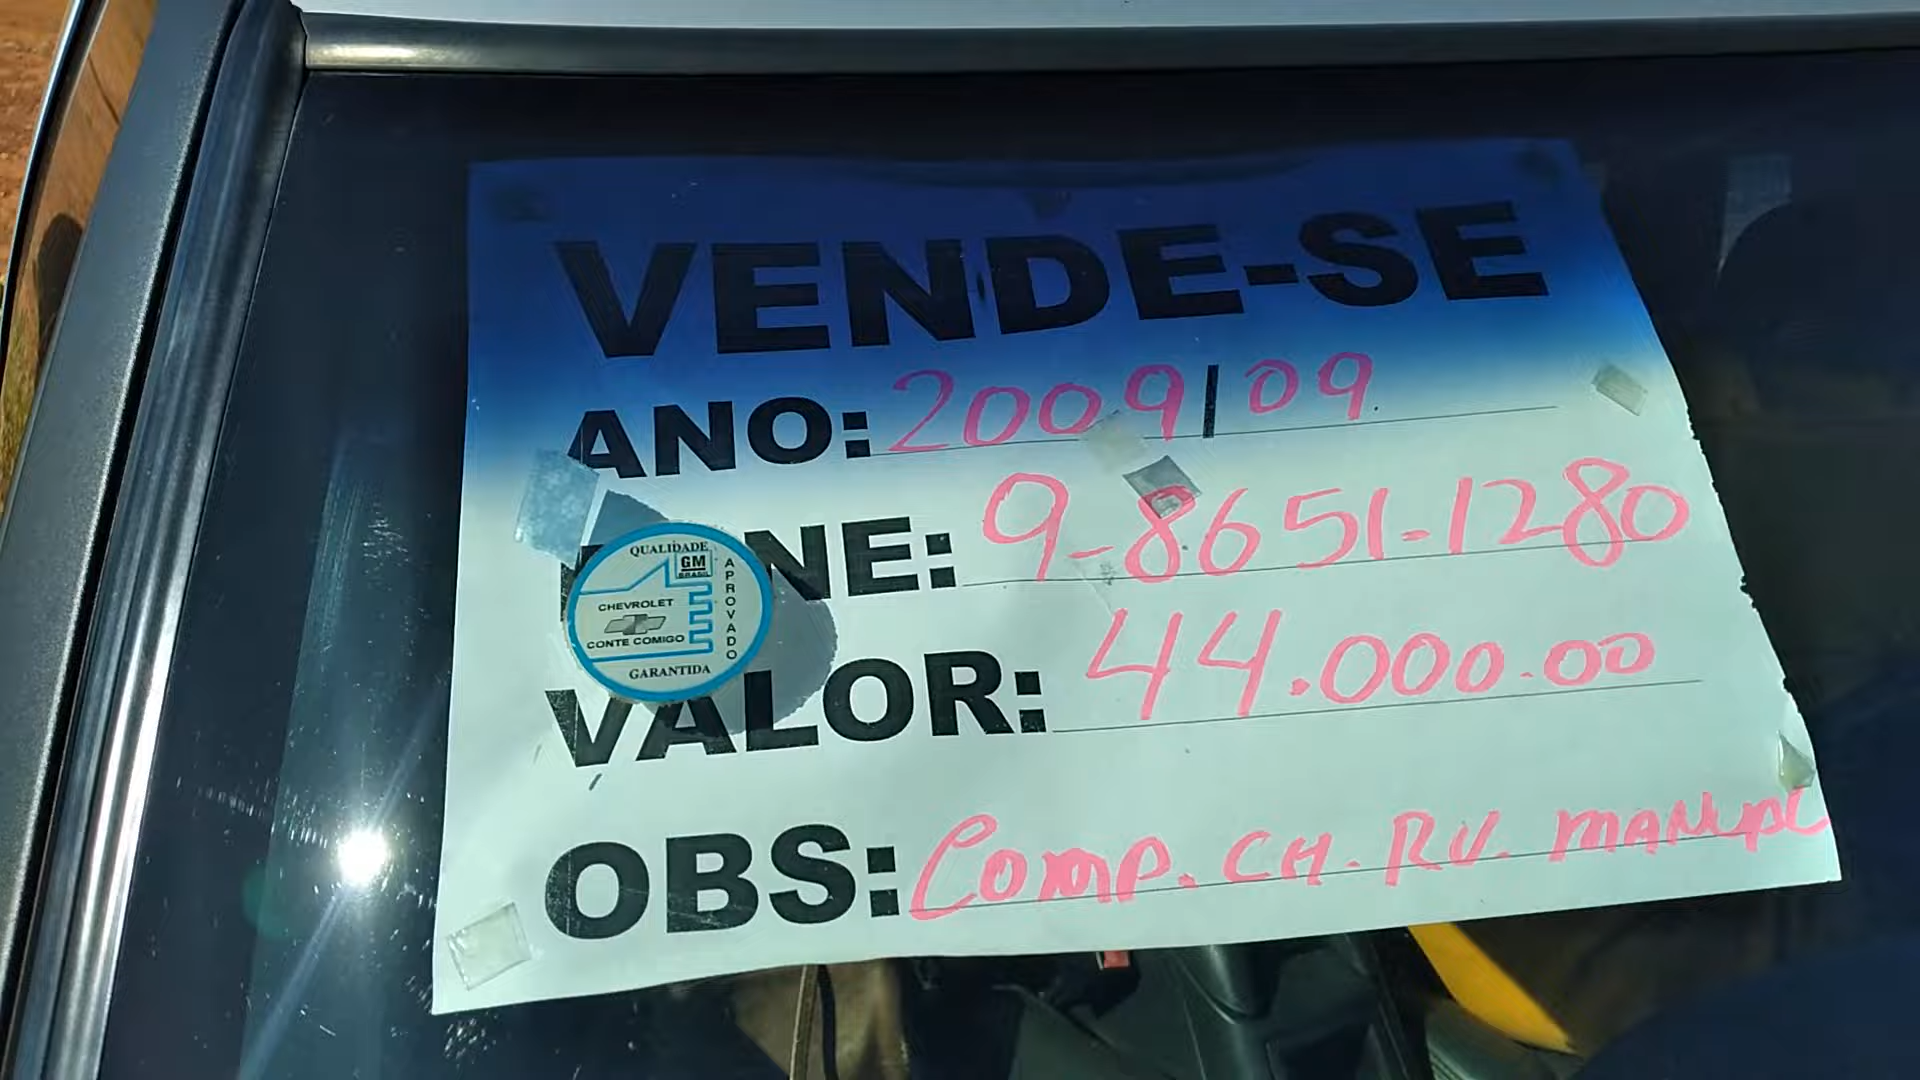 VENDE-SE
ANO: 2009/09
NE: 9-8651-1280
QUALIDADE
GM
BRASIL
APROVADO
CHEVROLET
CONTE COMIGO
GARANTIDA
VALOR: 44.000.00
OBS: Comp. CH. RV. MANUAL